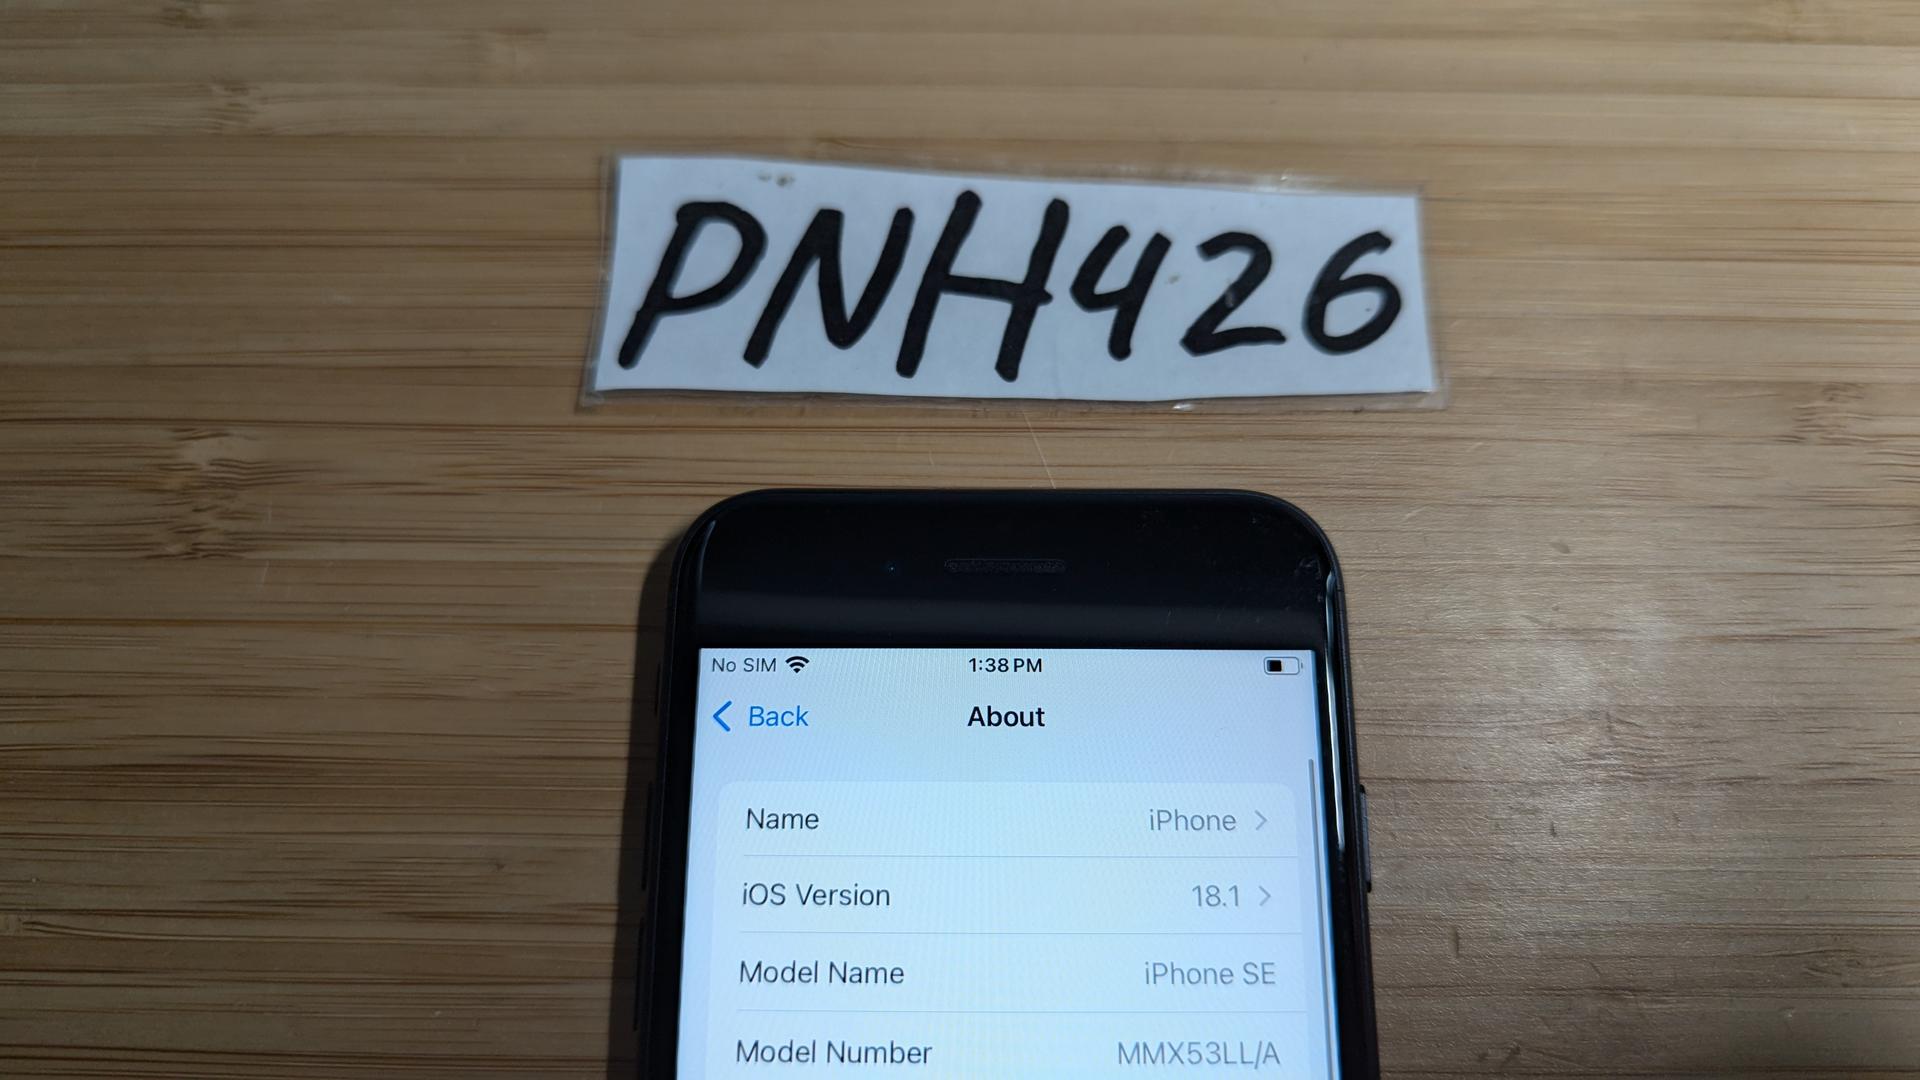 PNH426
No SIM 1:38 PM
Back About
Name iPhone
iOS Version 18.1
Model Name iPhone SE
Model Number MMX53LL/A